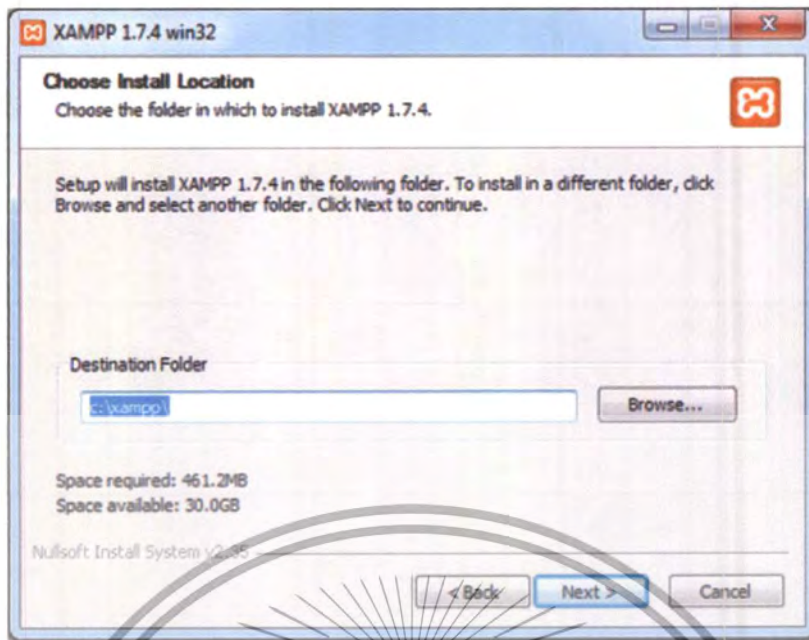 XAMPP 1.7.4 win32
Choose Install Location
Choose the folder in which to install XAMPP 1.7.4.
Setup will install XAMPP 1.7.4 in the following folder. To install in a different folder, click
Browse and select another folder. Click Next to continue.
Destination Folder
c:\xampp\
Browse...
Space required: 461.2MB
Space available: 30.0GB
Nullsoft Install System v2.35
< Back
Next >
Cancel